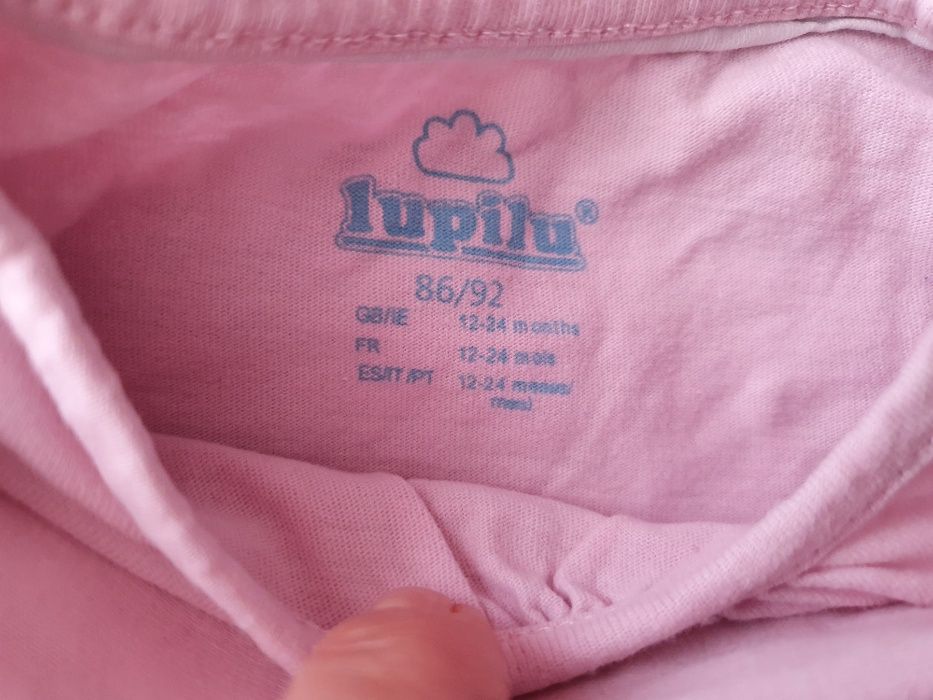 lupilu®
86/92
GB/IE 12-24 months
FR 12-24 mois
ES/IT/PT 12-24 meses/
mesi